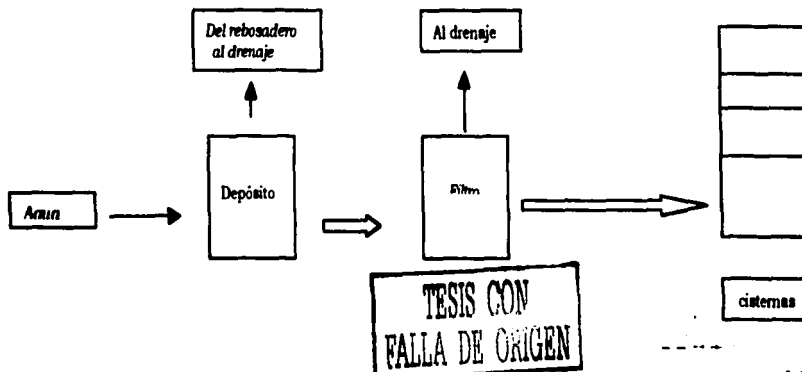 Del rebosadero
al drenaje
Al drenaje
Depósito
Filtro
Agua
TESIS CON
FALLA DE ORIGEN
cisternas